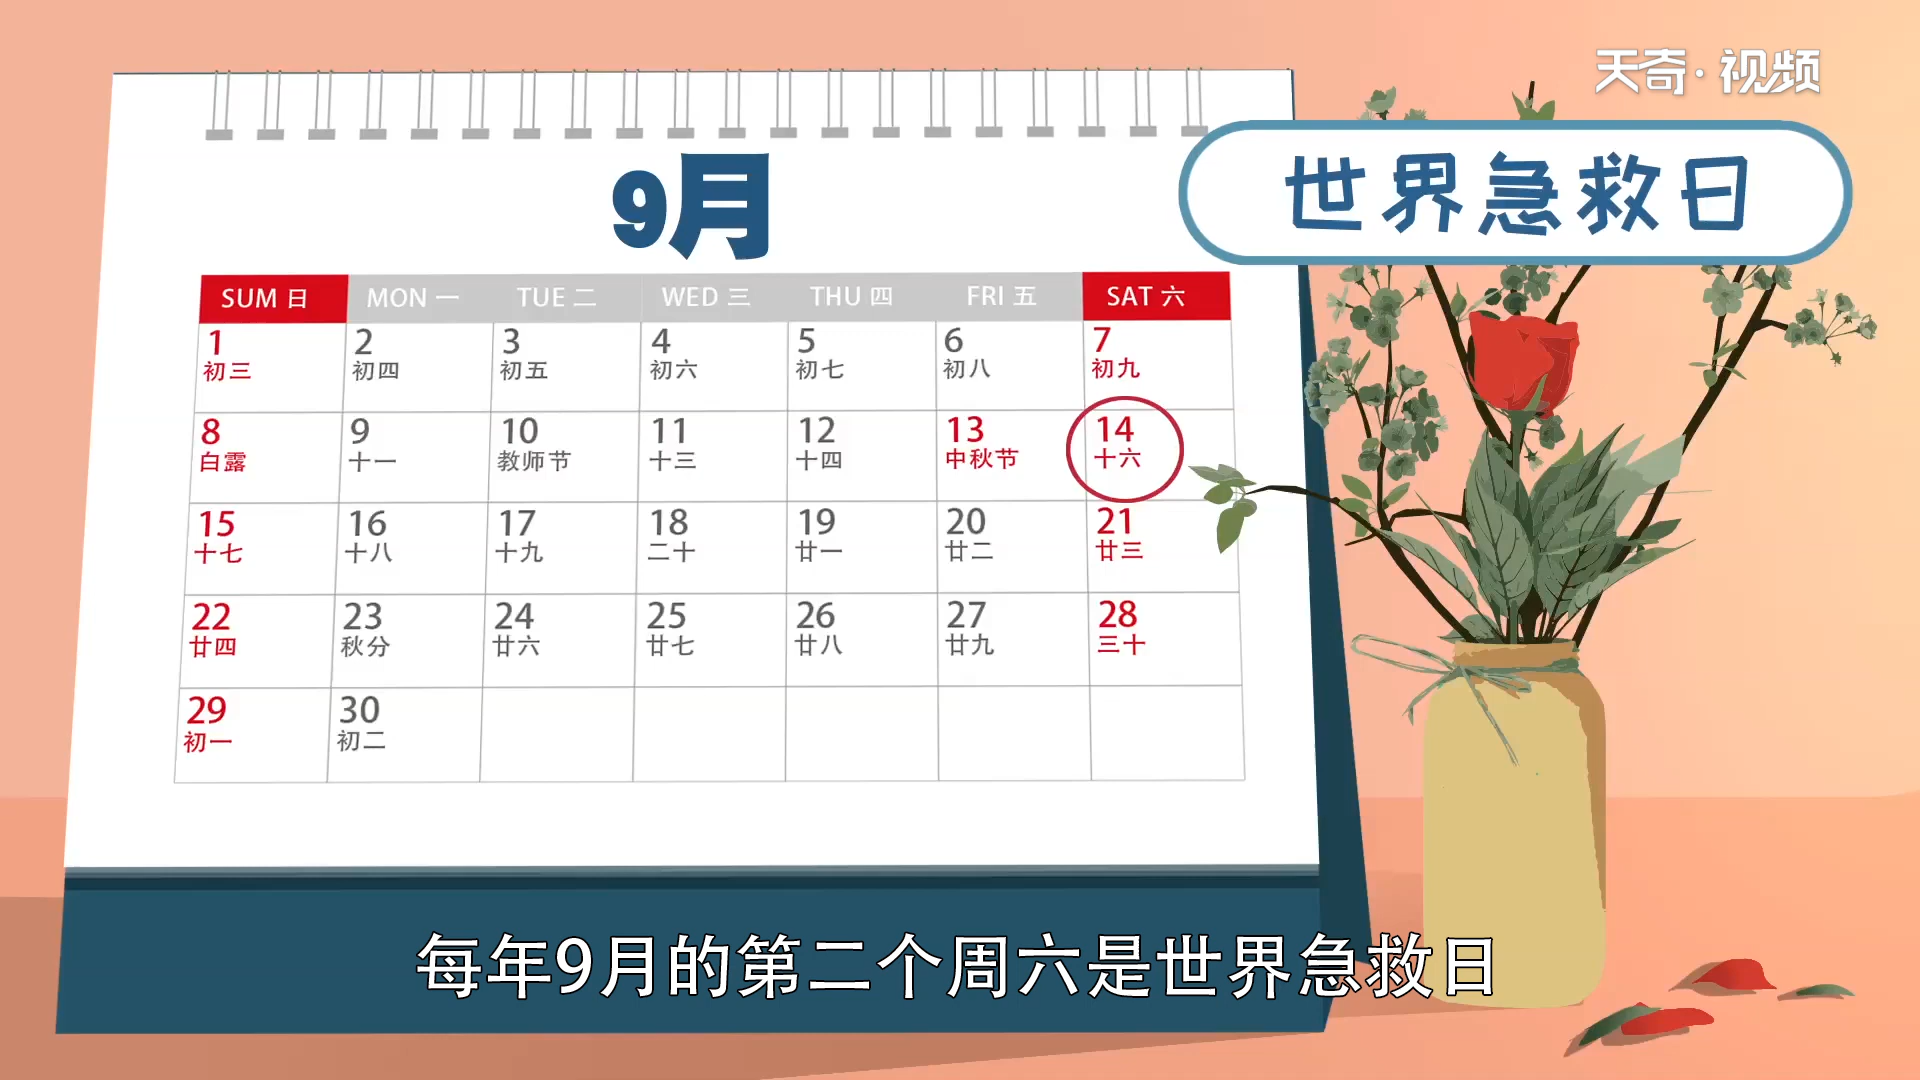 天奇·视频
世界急救日
9月
SUM 日 MON 一 TUE 二 WED 三 THU 四 FRI 五 SAT 六
1 2 3 4 5 6 7
初三 初四 初五 初六 初七 初八 初九
8 9 10 11 12 13 14
白露 十一 教师节 十三 十四 中秋节 十六
15 16 17 18 19 20 21
十七 十八 十九 二十 廿一 廿二 廿三
22 23 24 25 26 27 28
廿四 秋分 廿六 廿七 廿八 廿九 三十
29 30
初一 初二
每年9月的第二个周六是世界急救日